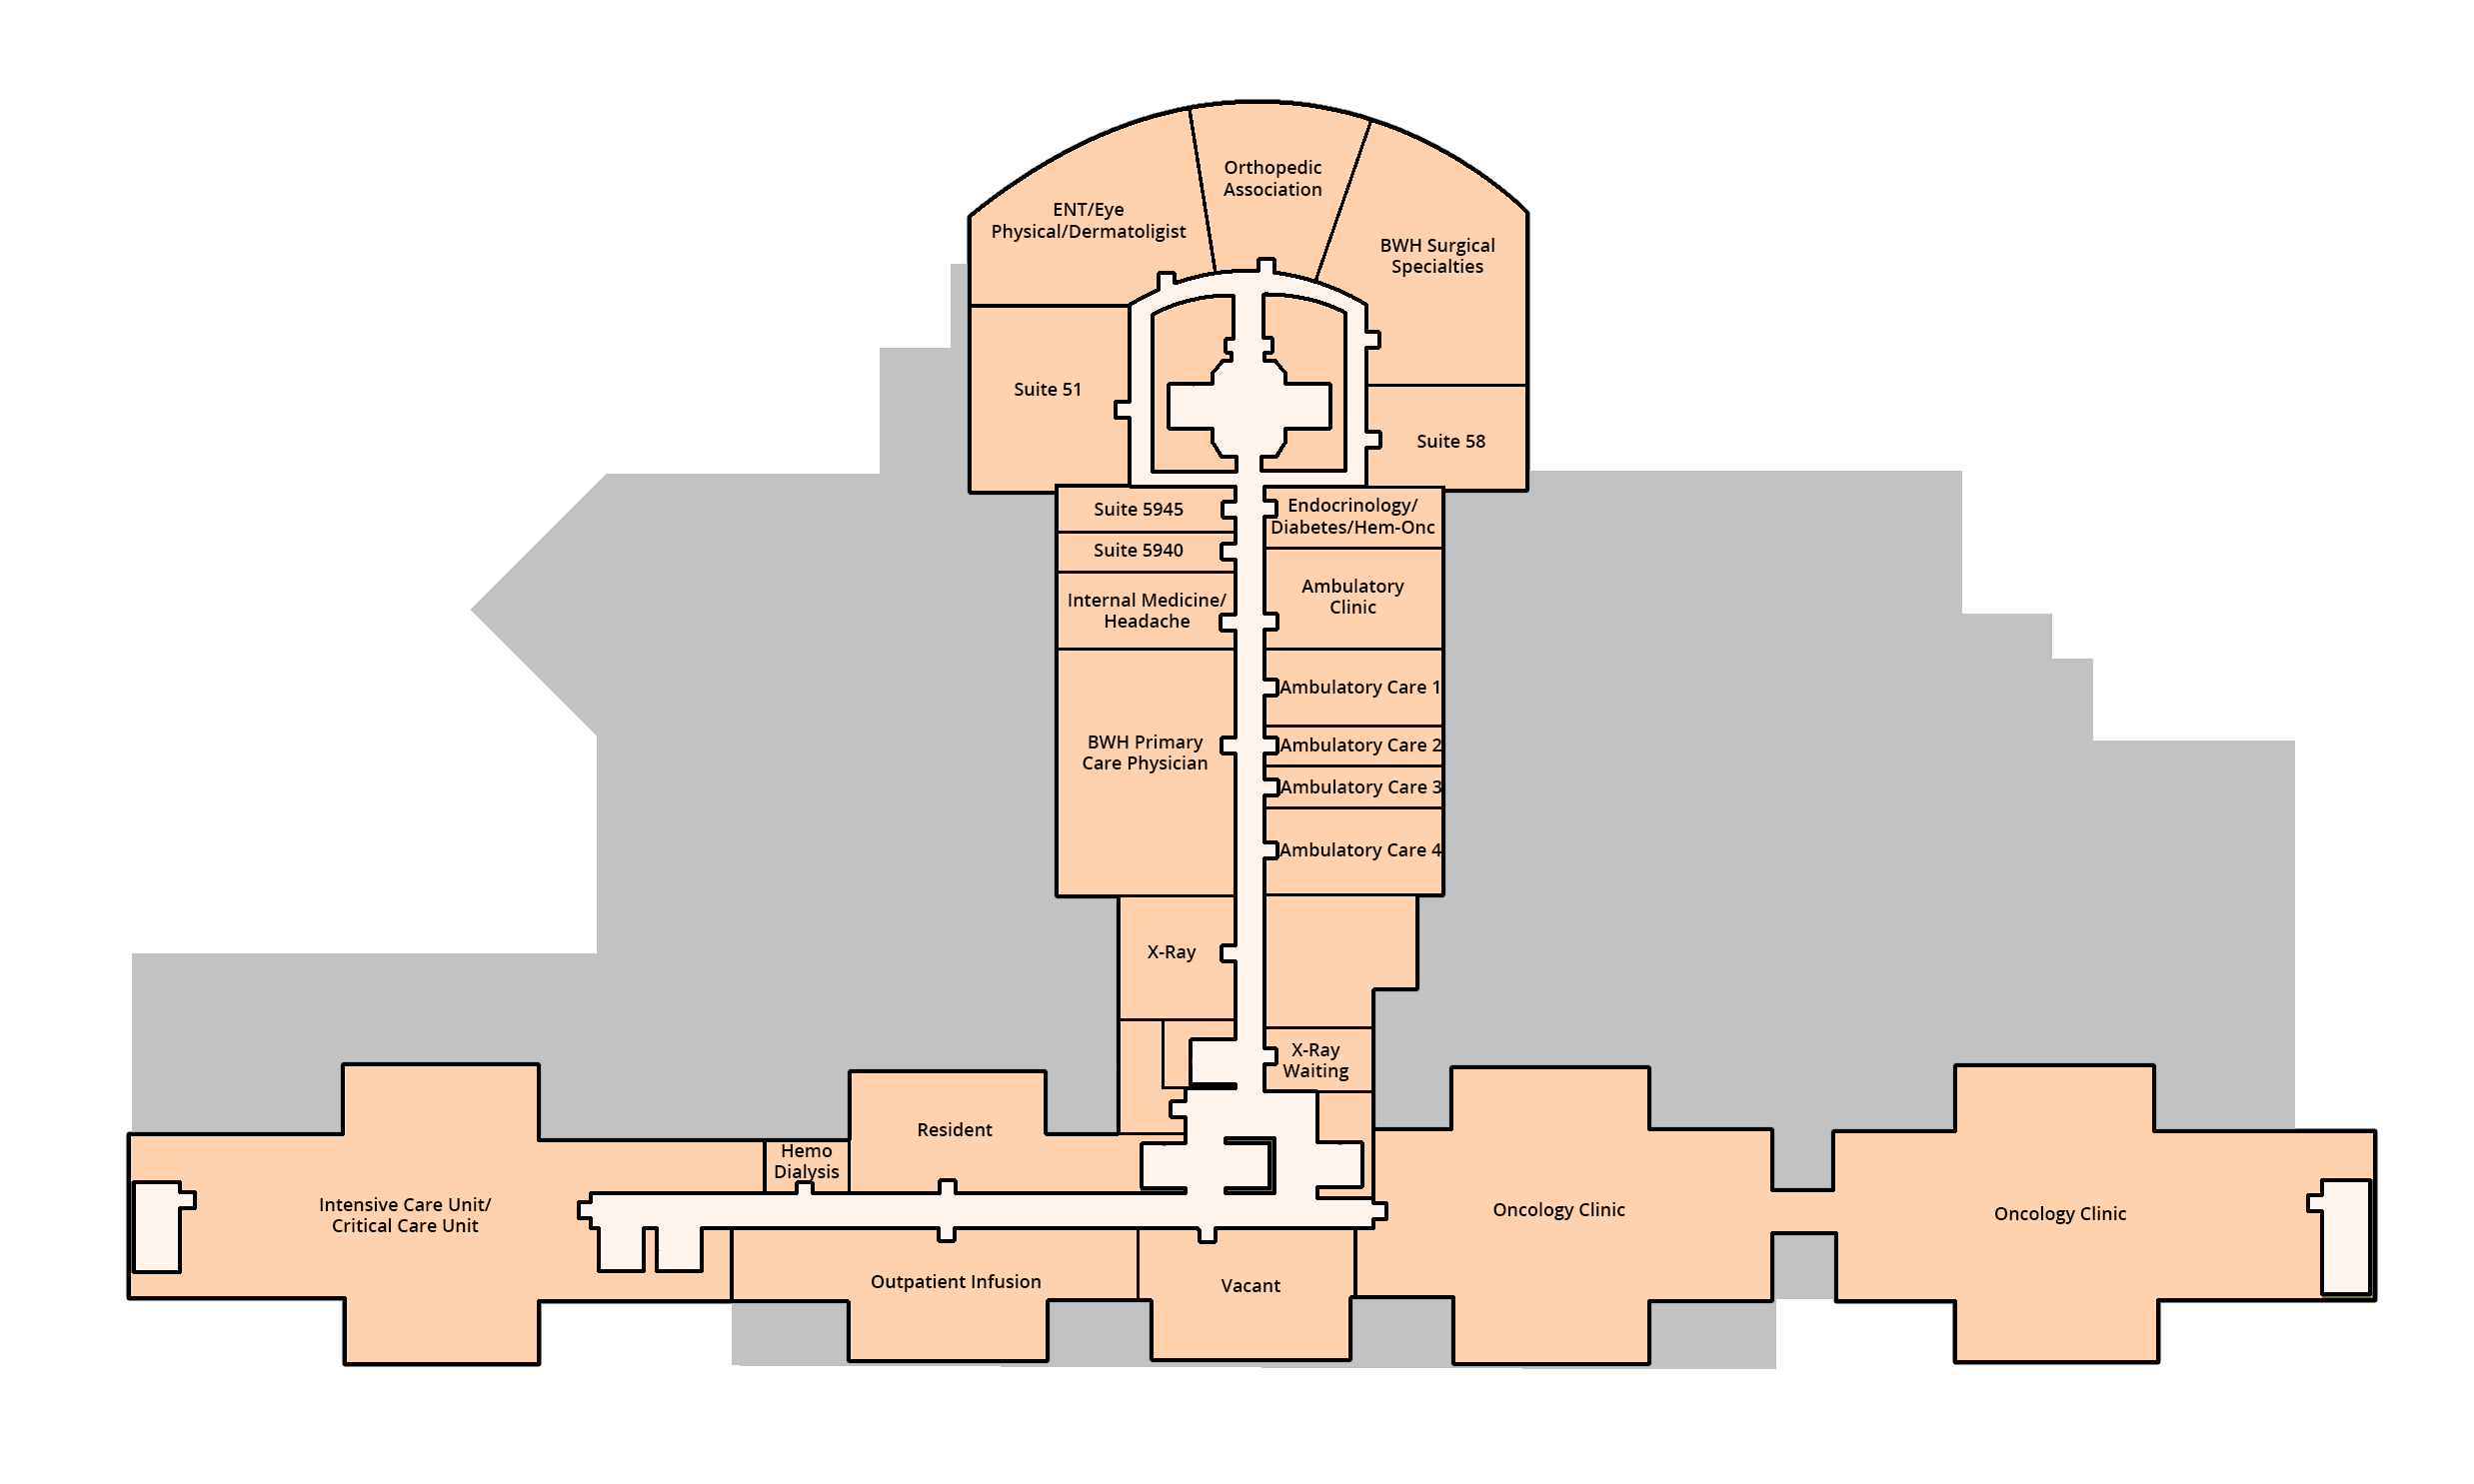 Orthopedic
Association
ENT/Eye
Physical/Dermatoligist
BWH Surgical
Specialties
Suite 51
Suite 58
Suite 5945
Endocrinology/
Diabetes/Hem-Onc
Suite 5940
Ambulatory
Clinic
Internal Medicine/
Headache
Ambulatory Care 1
BWH Primary
Care Physician
Ambulatory Care 2
Ambulatory Care 3
Ambulatory Care 4
X-Ray
X-Ray
Waiting
Resident
Hemo
Dialysis
Intensive Care Unit/
Critical Care Unit
Oncology Clinic
Oncology Clinic
Outpatient Infusion
Vacant